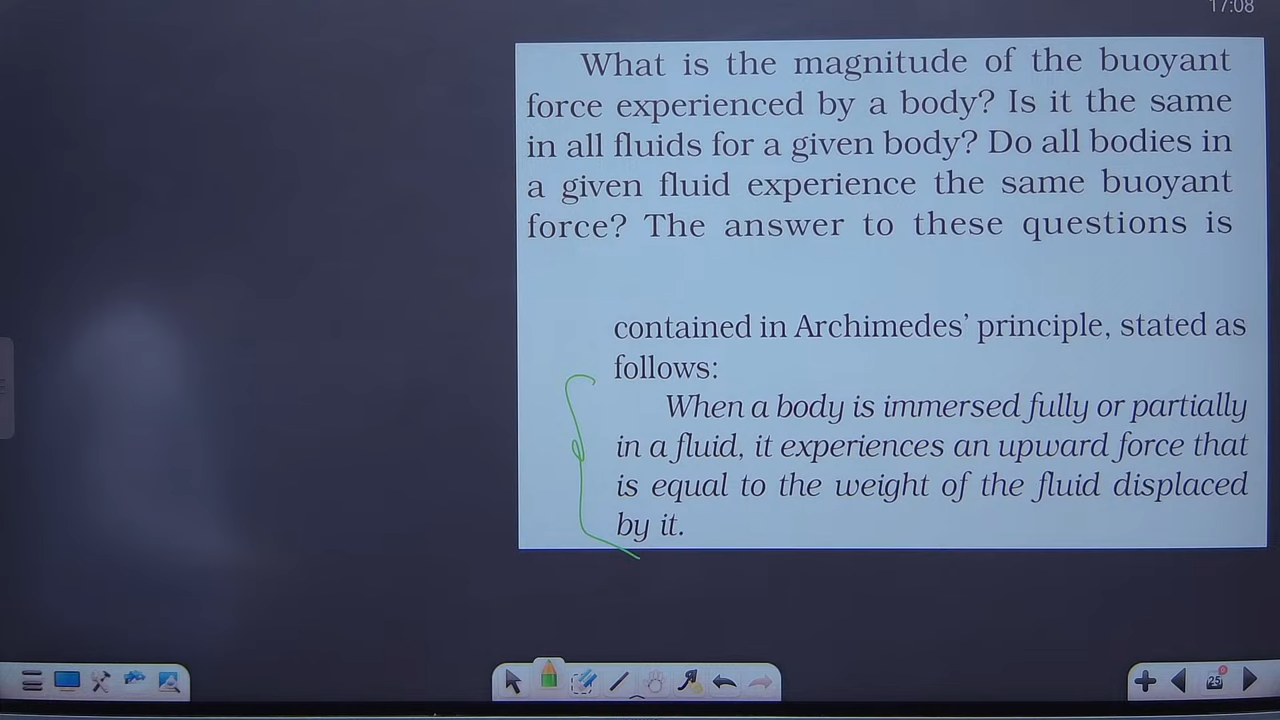 17:08
What is the magnitude of the buoyant
force experienced by a body? Is it the same
in all fluids for a given body? Do all bodies in
a given fluid experience the same buoyant
force? The answer to these questions is
contained in Archimedes’ principle, stated as
follows:
When a body is immersed fully or partially
in a fluid, it experiences an upward force that
is equal to the weight of the fluid displaced
by it.
25